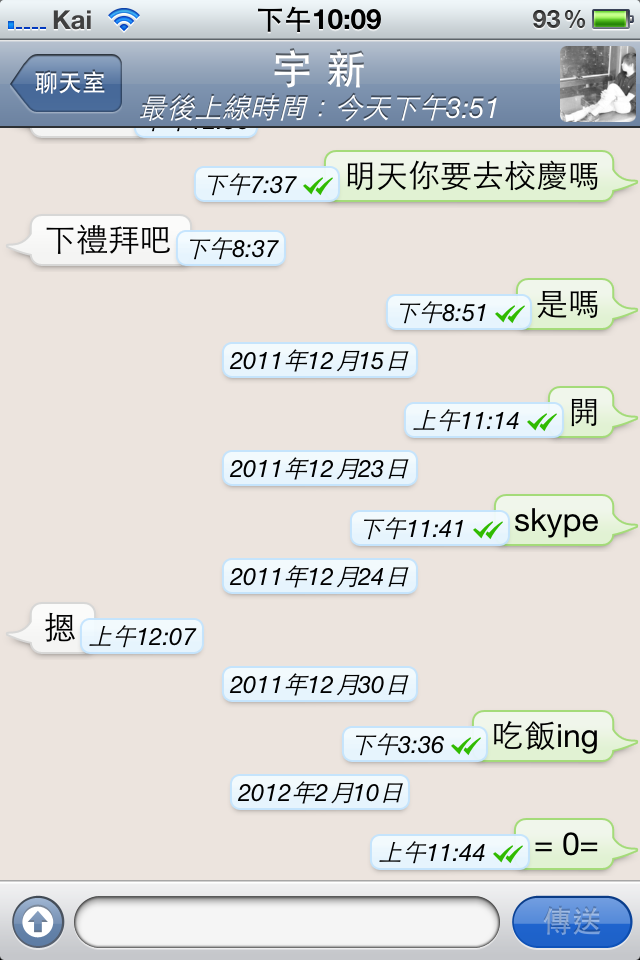 Kai 下午10:09 93%
聊天室
宇 新
最後上線時間：今天下午3:51
下午7:37 明天你要去校慶嗎
下禮拜吧 下午8:37
下午8:51 是嗎
2011年12月15日
上午11:14 開
2011年12月23日
下午11:41 skype
2011年12月24日
摁 上午12:07
2011年12月30日
下午3:36 吃飯ing
2012年2月10日
上午11:44 = 0=
傳送